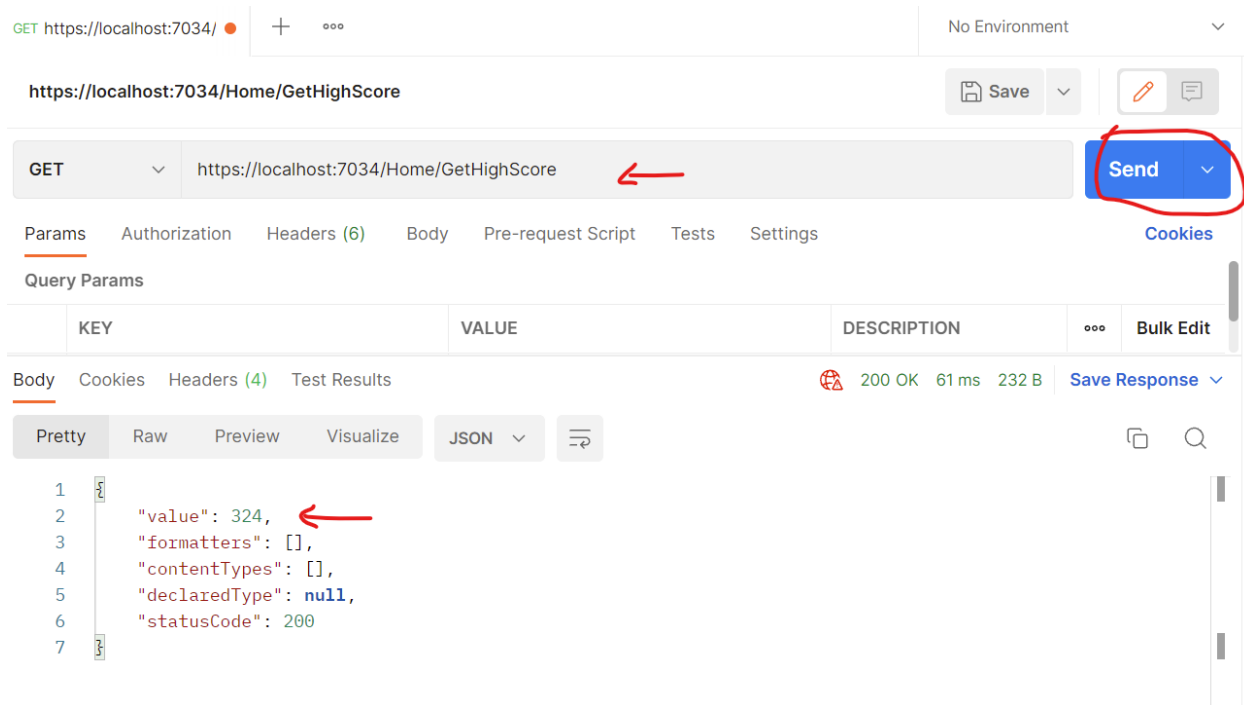 GET https://localhost:7034/ + ooo No Environment
https://localhost:7034/Home/GetHighScore Save
GET https://localhost:7034/Home/GetHighScore Send
Params Authorization Headers (6) Body Pre-request Script Tests Settings Cookies
Query Params
KEY VALUE DESCRIPTION ooo Bulk Edit
Body Cookies Headers (4) Test Results 200 OK 61 ms 232 B Save Response
Pretty Raw Preview Visualize JSON
1 {
2 "value": 324,
3 "formatters": [],
4 "contentTypes": [],
5 "declaredType": null,
6 "statusCode": 200
7 }